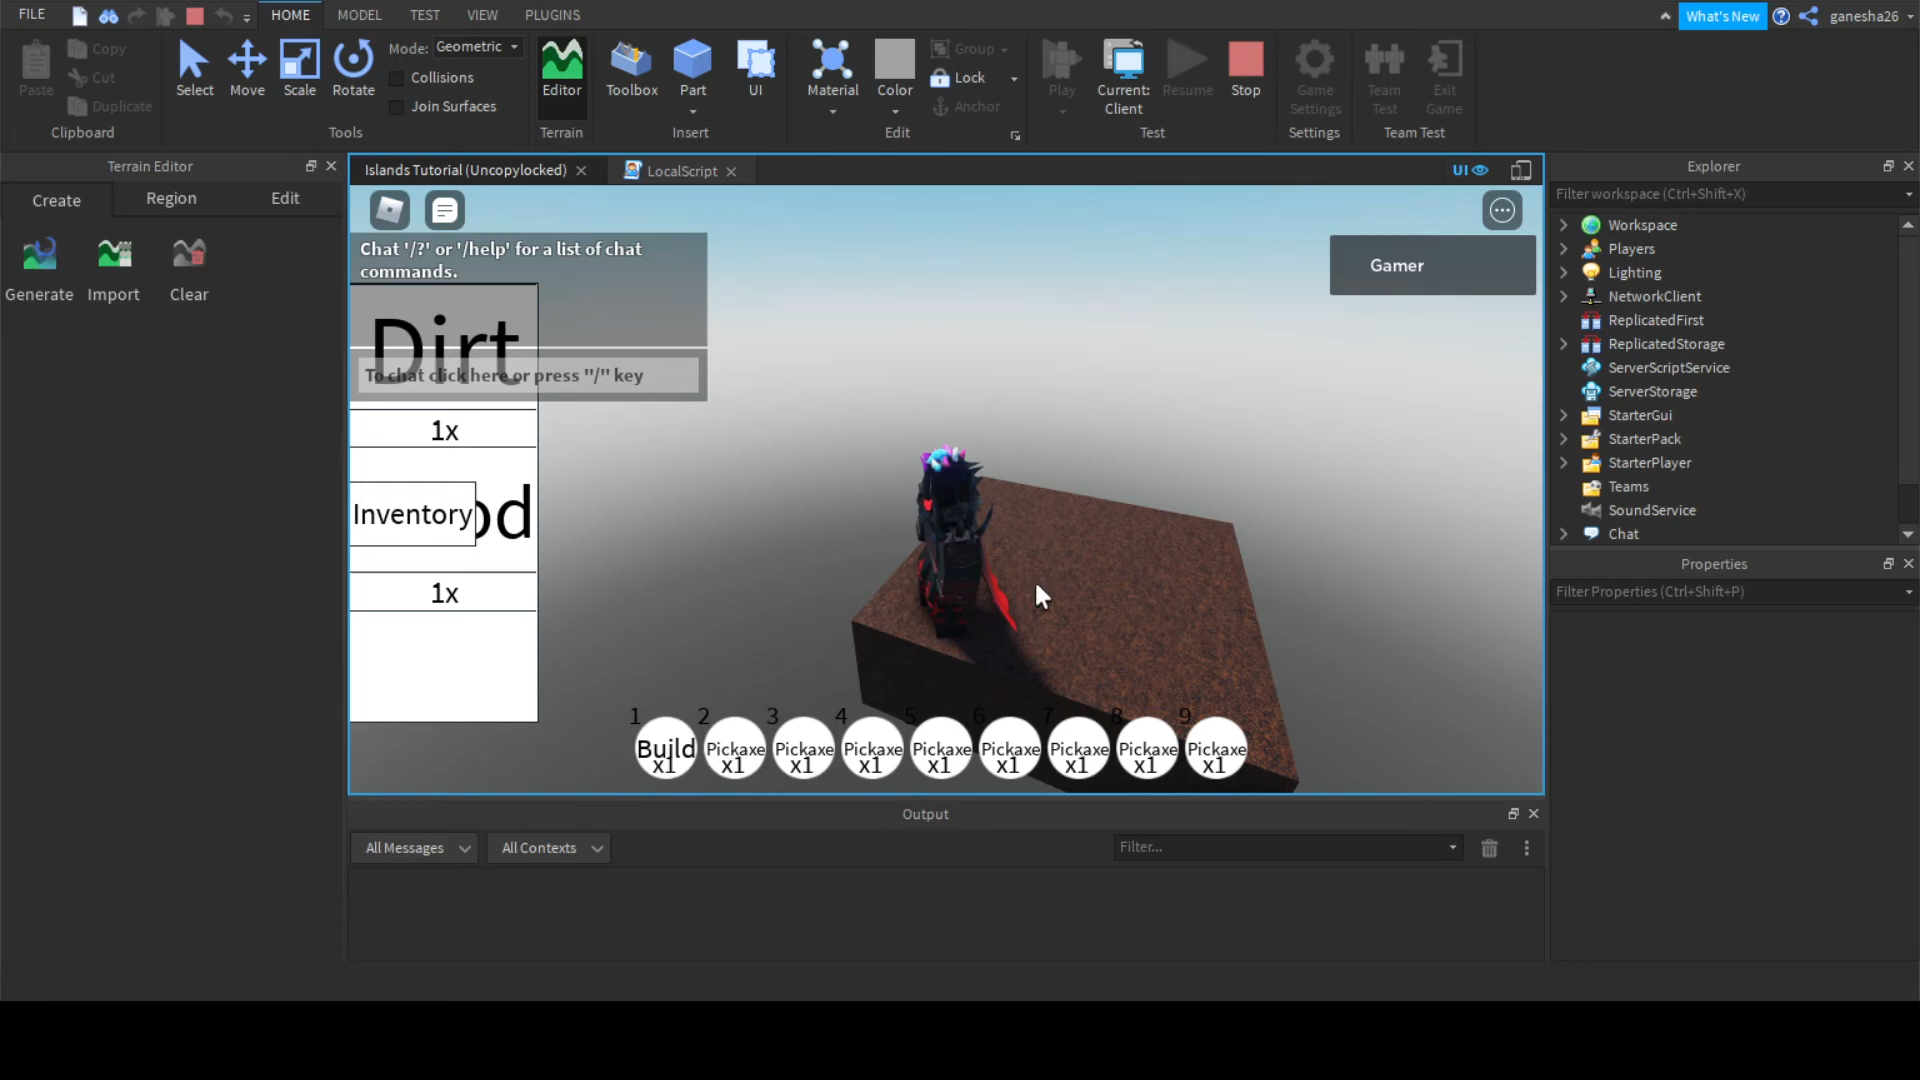 FILE HOME MODEL TEST VIEW PLUGINS What's New ganesha26
Paste Copy Cut Duplicate
Clipboard
Select Move Scale Rotate
Mode: Geometric
Collisions
Join Surfaces
Tools
Editor
Terrain
Toolbox Part UI
Insert
Material Color
Group
Lock
Anchor
Edit
Play Current: Client Resume Stop
Test
Game Settings
Settings
Team Test Exit Game
Team Test
Terrain Editor
Create Region Edit
Generate Import Clear
Islands Tutorial (Uncopylocked) LocalScript UI
Chat '/?' or '/help' for a list of chat
commands.
Dirt
To chat click here or press "/" key
1x
Inventory
od
1x
Gamer
1 2 3 4 5 6 7 8 9
Build Pickaxe Pickaxe Pickaxe Pickaxe Pickaxe Pickaxe Pickaxe Pickaxe
x1 x1 x1 x1 x1 x1 x1 x1 x1
Output
All Messages All Contexts Filter...
Explorer
Filter workspace (Ctrl+Shift+X)
Workspace
Players
Lighting
NetworkClient
ReplicatedFirst
ReplicatedStorage
ServerScriptService
ServerStorage
StarterGui
StarterPack
StarterPlayer
Teams
SoundService
Chat
Properties
Filter Properties (Ctrl+Shift+P)